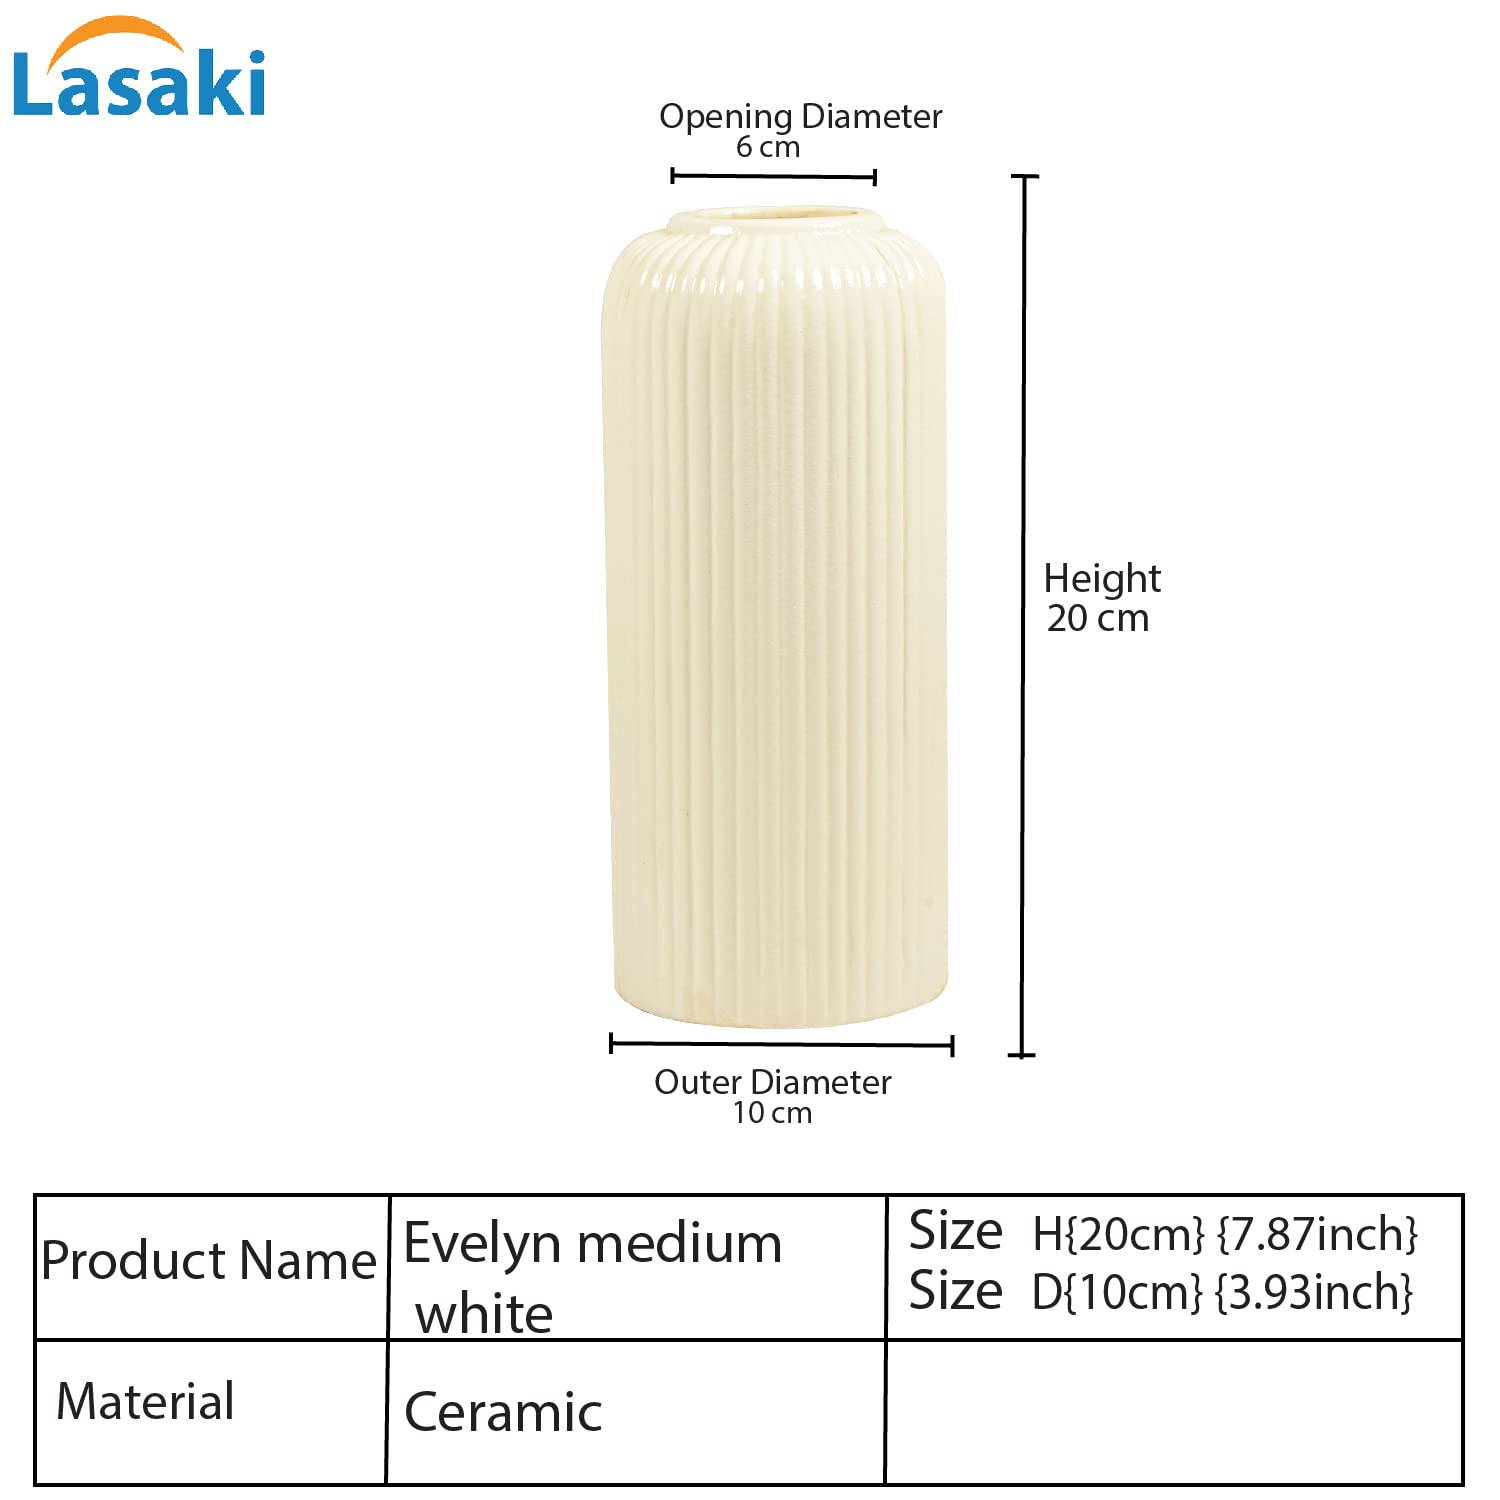 Lasaki
Opening Diameter
6 cm
Height
20 cm
Outer Diameter
10 cm
Product Name
Evelyn medium
white
Size H{20cm} {7.87inch}
Size D{10cm} {3.93inch}
Material
Ceramic